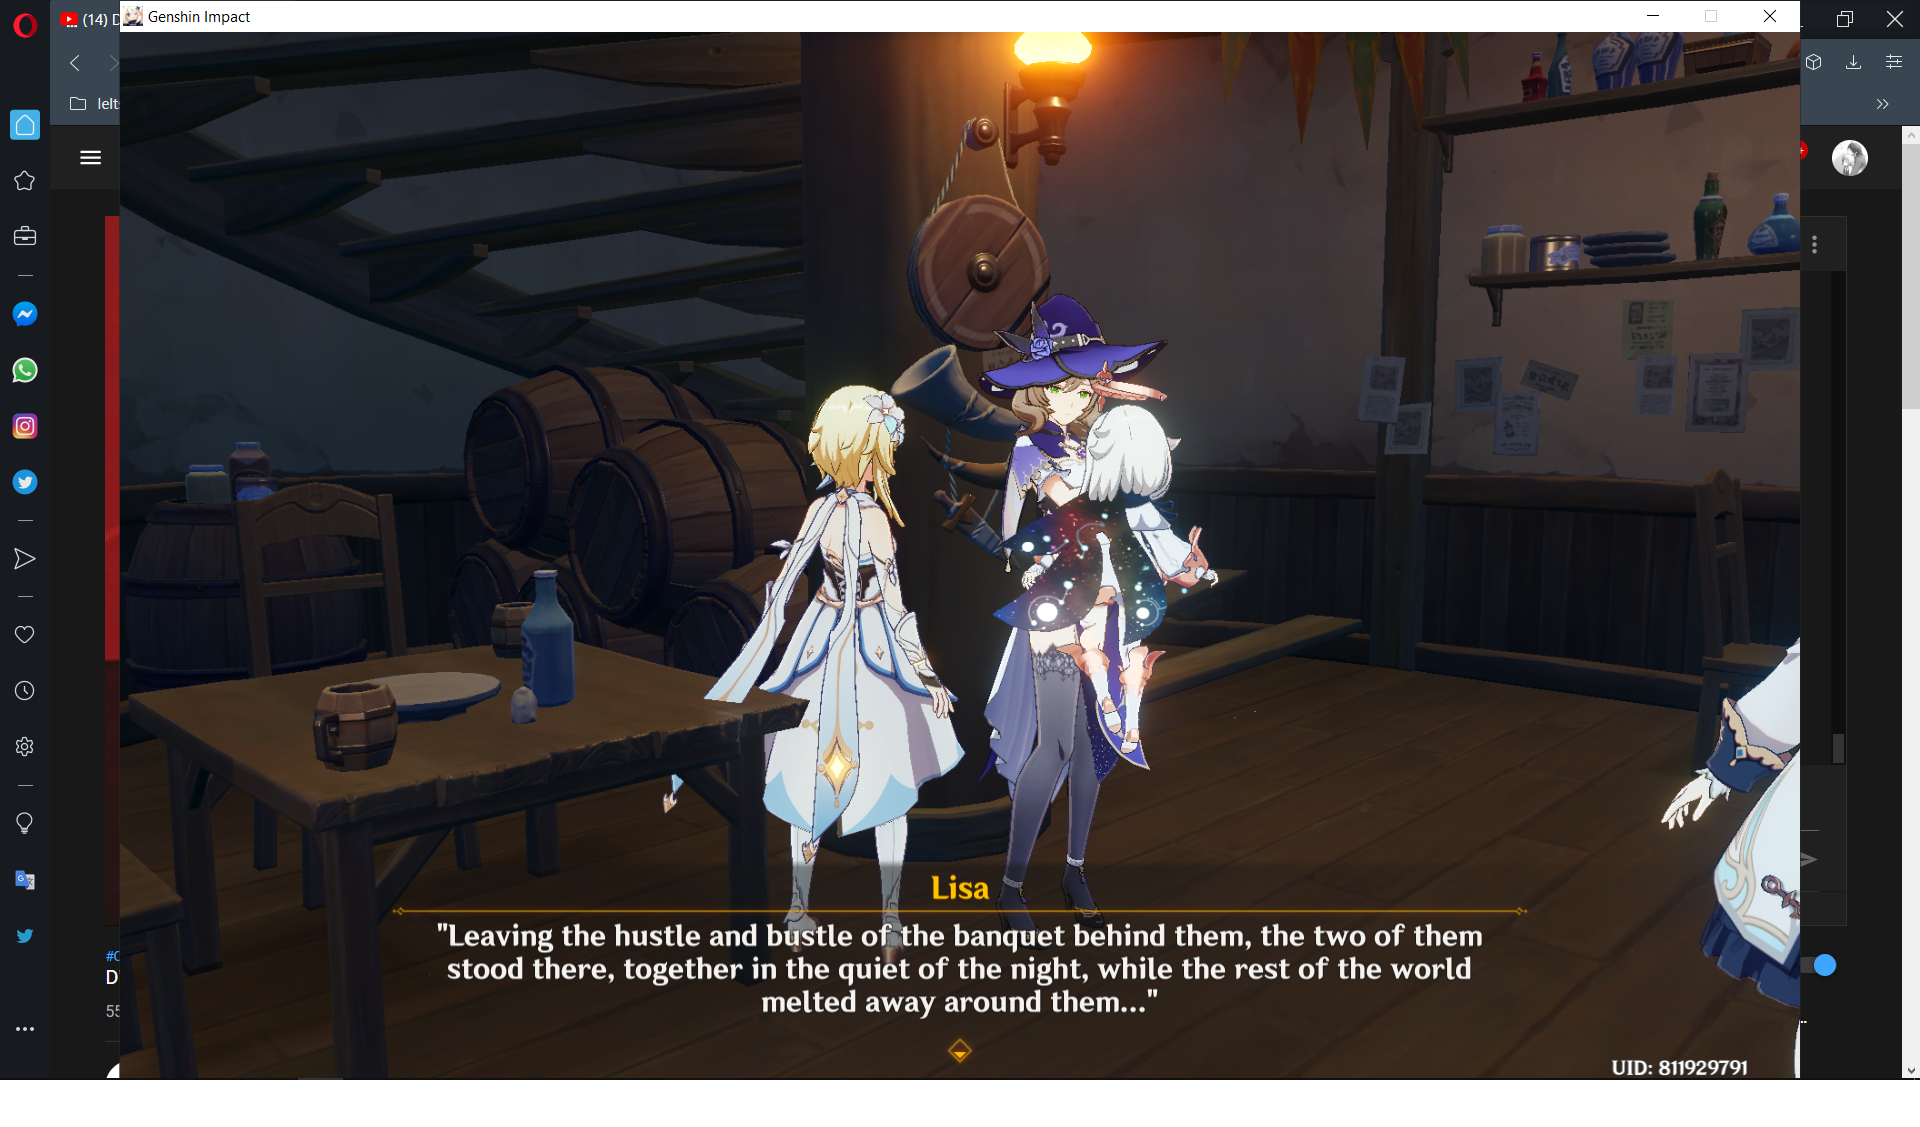 (14) D
Genshin Impact
Ielt
#C
D
55
Lisa
"Leaving the hustle and bustle of the banquet behind them, the two of them
stood there, together in the quiet of the night, while the rest of the world
melted away around them..."
UID: 811929791